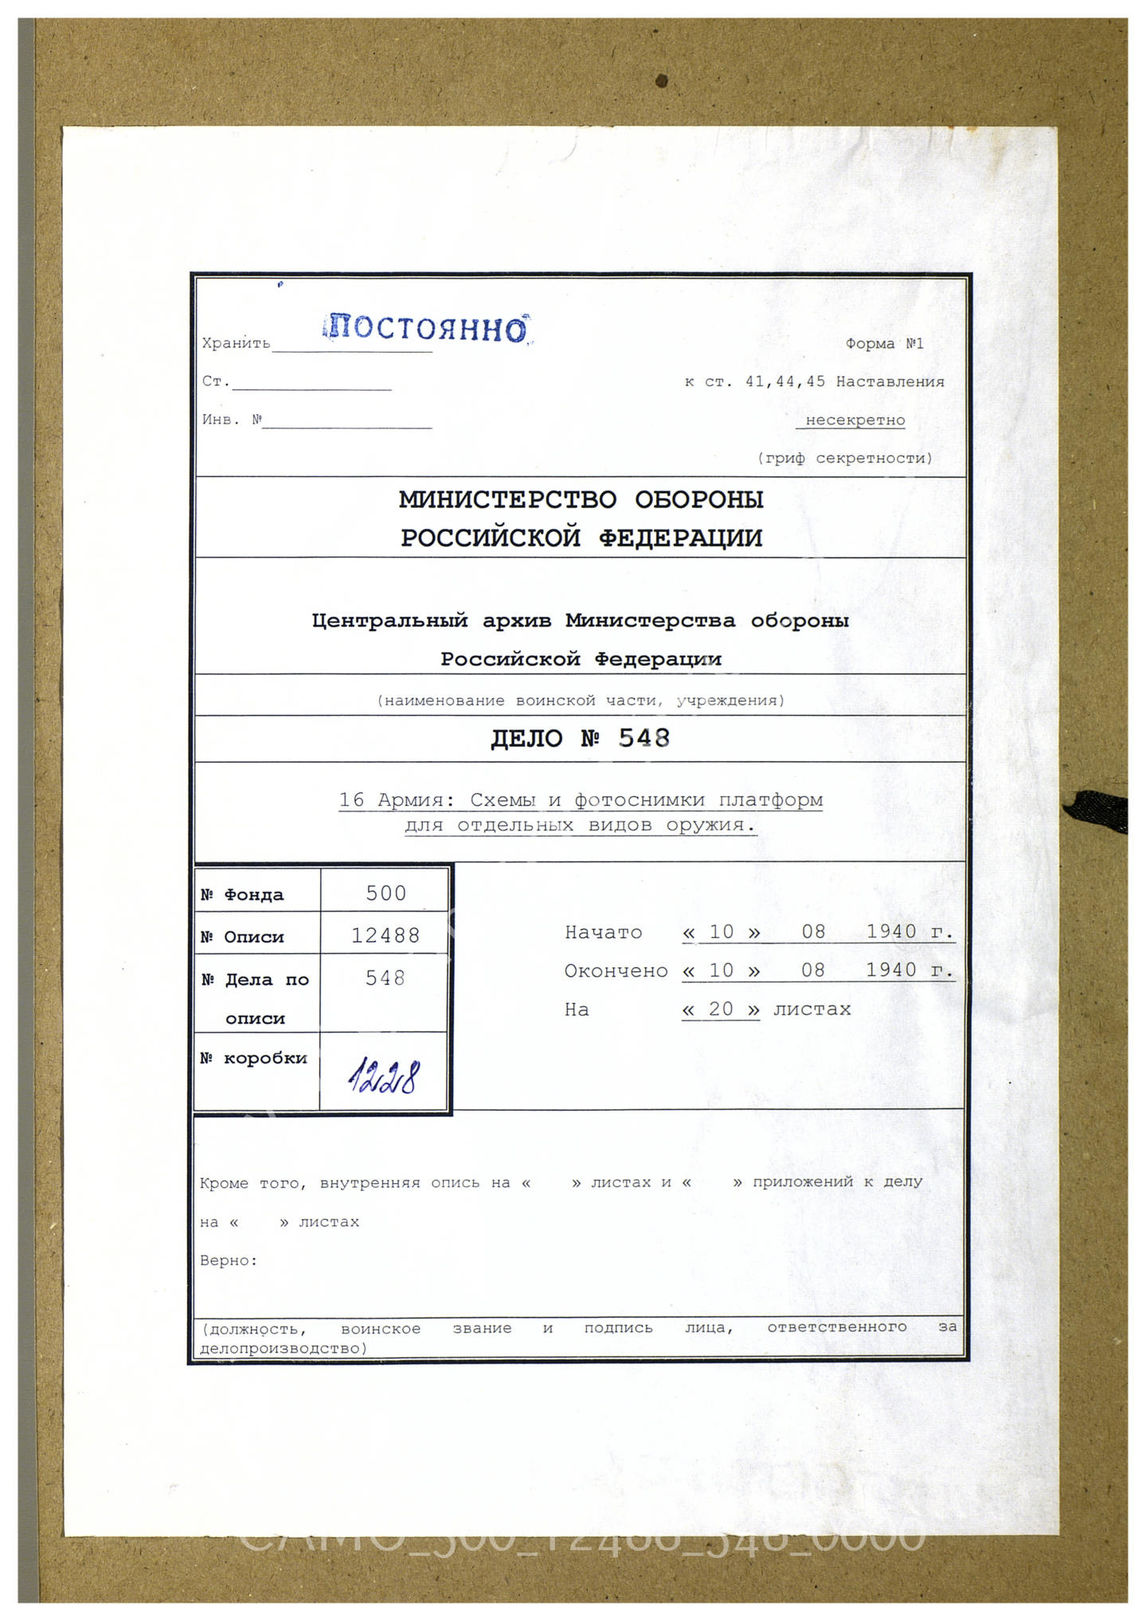 ПОСТОЯННО
Хранить
Форма №1
Ст.
к ст. 41,44,45 Наставления
Инв. №
несекретно
(гриф секретности)
МИНИСТЕРСТВО ОБОРОНЫ
РОССИЙСКОЙ ФЕДЕРАЦИИ
Центральный архив Министерства обороны
Российской Федерации
(наименование воинской части, учреждения)
ДЕЛО № 548
16 Армия: Схемы и фотоснимки платформ
для отдельных видов оружия.
№ Фонда 500
№ Описи 12488
№ Дела по 548
описи
№ коробки 1228
Начато « 10 » 08 1940 г.
Окончено « 10 » 08 1940 г.
На « 20 » листах
Кроме того, внутренняя опись на « » листах и « » приложений к делу
на « » листах
Верно:
(должность, воинское звание и подпись лица, ответственного за
делопроизводство)
CAMO_500_12488_548_0000